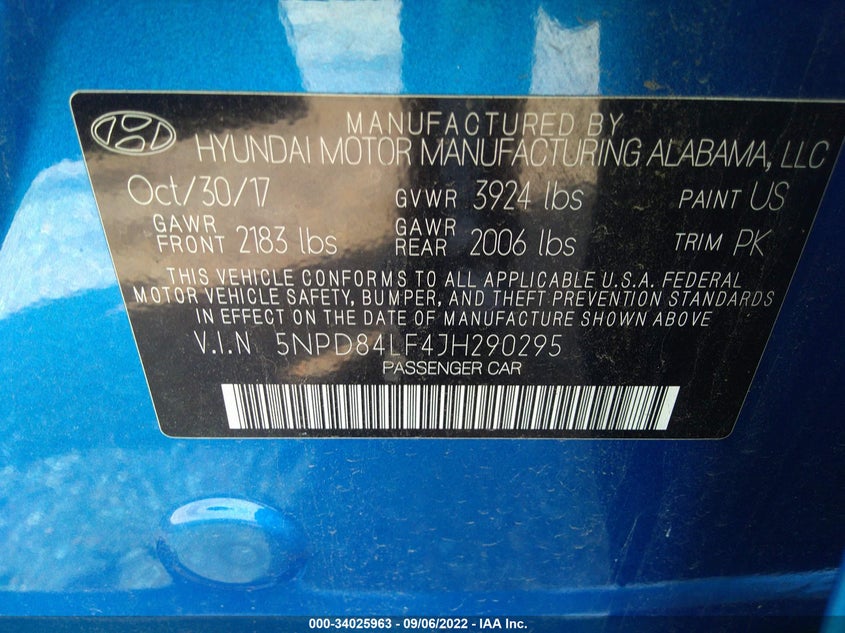 MANUFACTURED BY
HYUNDAI MOTOR MANUFACTURING ALABAMA, LLC
Oct/30/17 GVWR 3924 lbs PAINT US
GAWR FRONT 2183 lbs GAWR REAR 2006 lbs TRIM PK
THIS VEHICLE CONFORMS TO ALL APPLICABLE U.S.A. FEDERAL
MOTOR VEHICLE SAFETY, BUMPER, AND THEFT PREVENTION STANDARDS
IN EFFECT ON THE DATE OF MANUFACTURE SHOWN ABOVE
V.I.N 5NPD84LF4JH290295
PASSENGER CAR
000-34025963 - 09/06/2022 - IAA Inc.